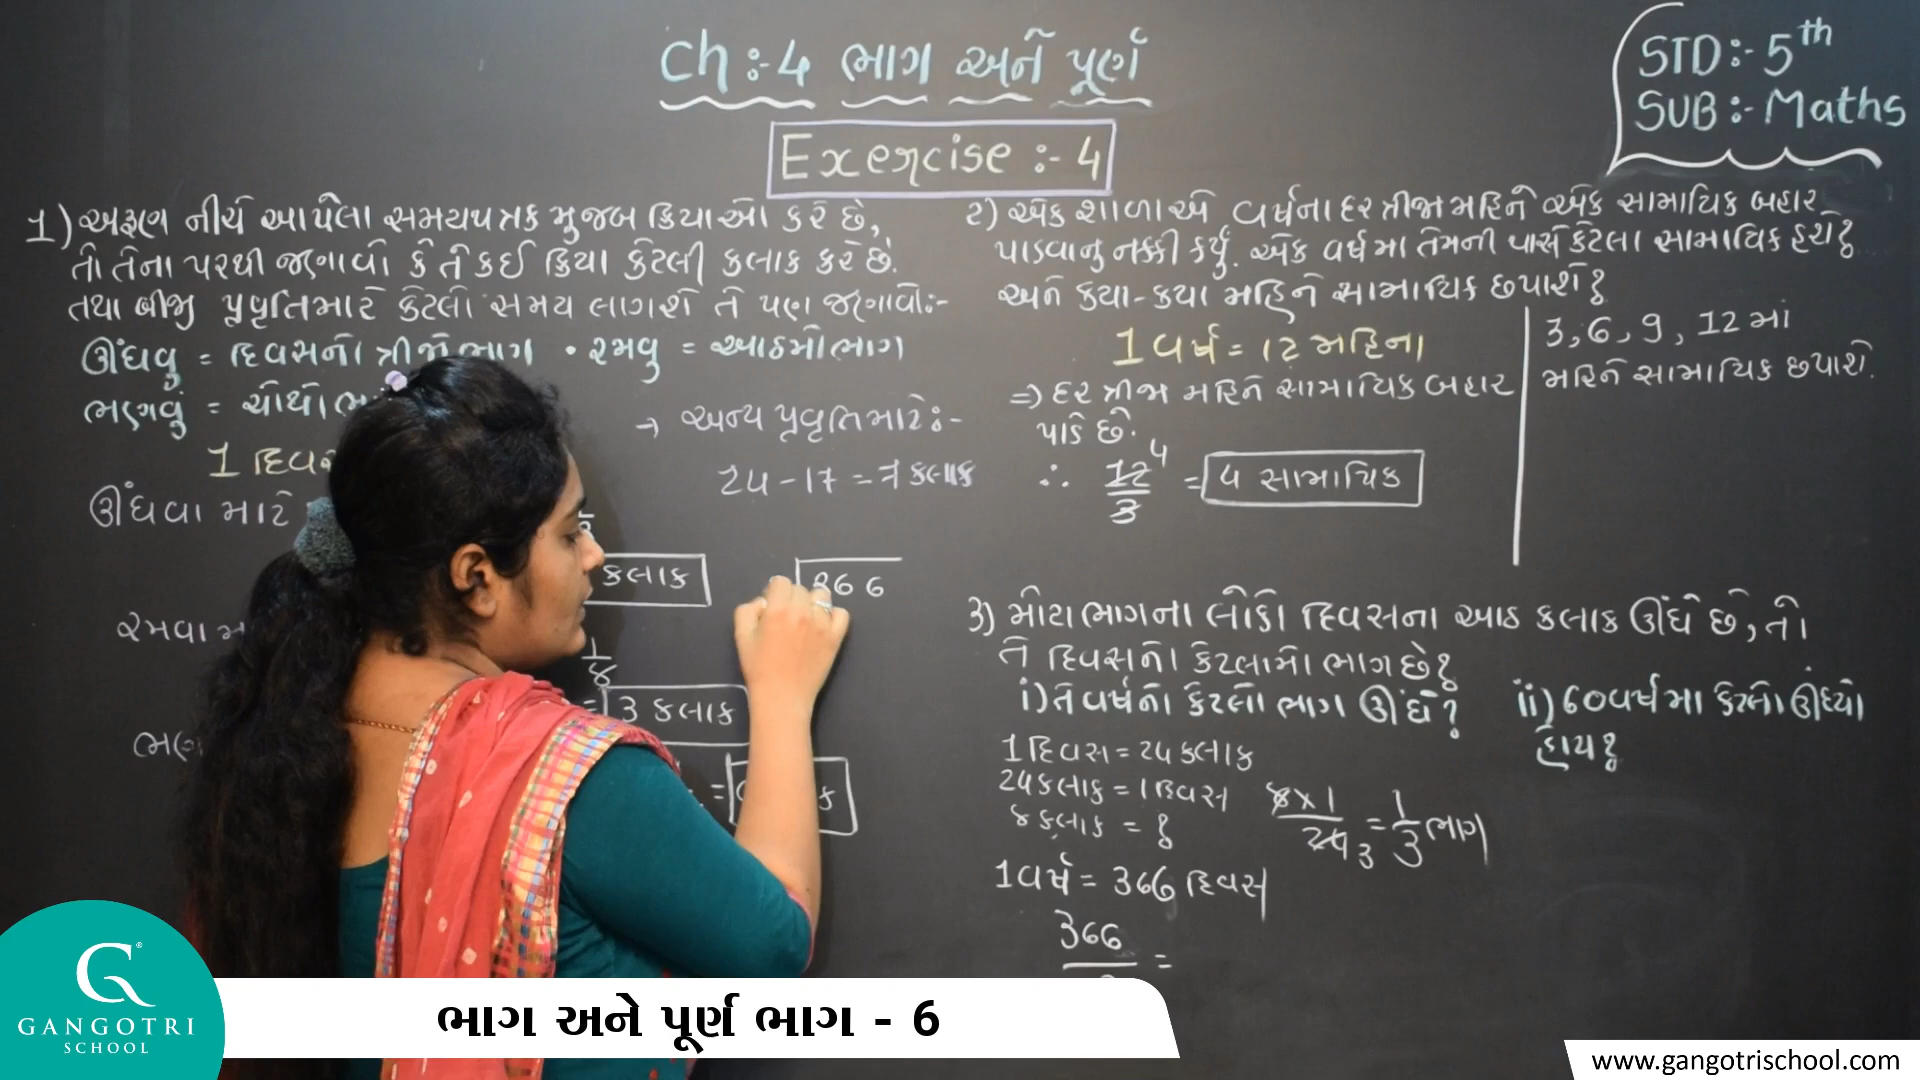 Ch :- 4 ભાગ અને પૂર્ણ
STD :- 5th
SUB :- Maths
Exercise :- 4
1) અરૂણ નીચે આપેલા સમયપત્રક મુજબ ક્રિયાઓ કરે છે,
તો તેના પરથી જણાવો કે તે કઈ ક્રિયા કેટલી કલાક કરે છે.
તથા બીજી પ્રવૃતિ માટે કેટલો સમય લાગશે તે પણ જણાવો:-
ઊંઘવુ = દિવસનો ત્રીજો ભાગ • રમવુ = આઠમો ભાગ
ભણવું = ચોથો
1
ઊંઘવા માટે
કલાક
રમવા
1/8
= 3 કલાક
=
→ અન્ય પ્રવૃતિ માટે:-
24 - 17 = 7 કલાક
366
2) એક શાળાએ વર્ષના દર ત્રીજા મહિને એક સામાયિક બહાર
પાડવાનુ નક્કી કર્યું. એક વર્ષમા તેમની પાસે કેટલા સામાયિક હશે?
અને ક્યા-ક્યા મહિને સામાયિક છપાશે?
1 વર્ષ = 12 મહિના
=> દર ત્રીજા મહિને સામાયિક બહાર
પાડે છે.
∴ 12/3 4 = 4 સામાયિક
3, 6, 9, 12 માં
મહિને સામાયિક છપાશે.
3) મોટા ભાગના લોકો દિવસના આઠ કલાક ઊંઘે છે, તો
તે દિવસનો કેટલામો ભાગ છે?
i) તે વર્ષનો કેટલો ભાગ ઊંઘે?
ii) 60 વર્ષમા કેટલો ઊંઘ્યો
હોય?
1 દિવસ = 24 કલાક
24 કલાક = 1 દિવસ
8 કલાક = ?
8 x 1/24 3 = 1/3 ભાગ
1 વર્ષ = 366 દિવસ
366
=
ભાગ અને પૂર્ણ ભાગ - 6
G
GANGOTRI
SCHOOL
www.gangotrischool.com